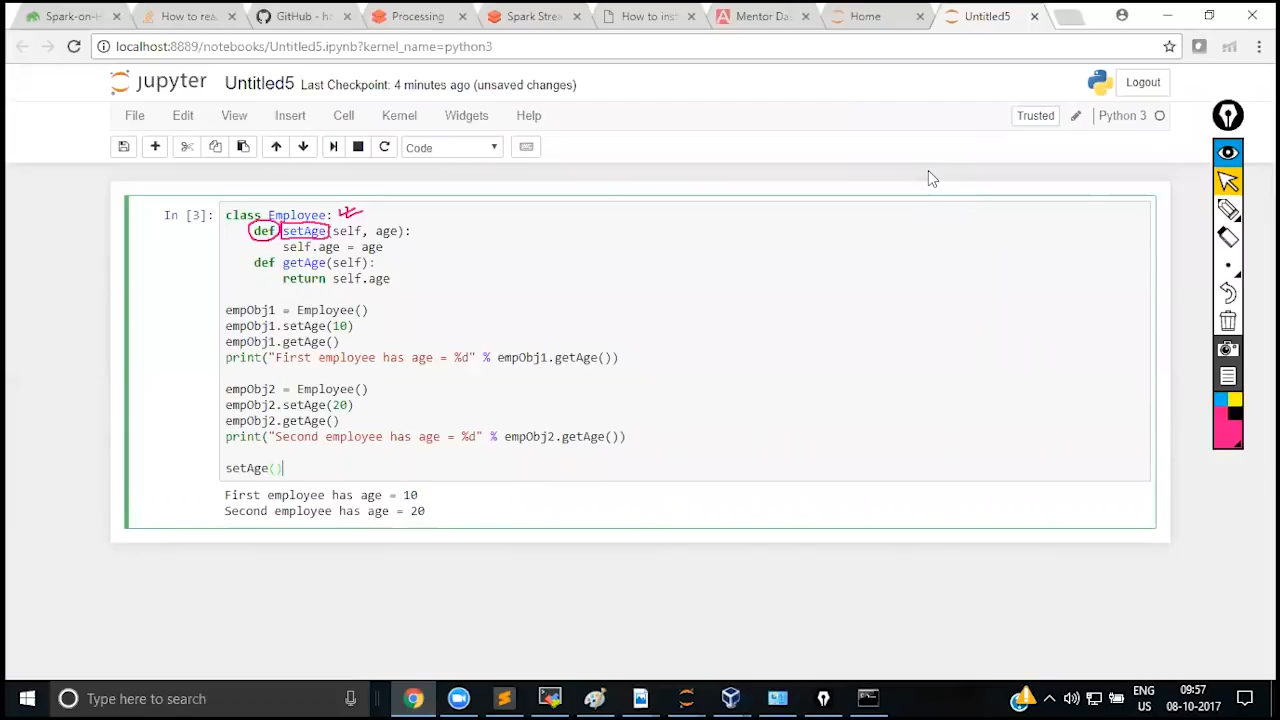 Spark-on-H
How to rea
GitHub - ha
Processing
Spark Strea
How to inst
Mentor Da
Home
Untitled5
localhost:8889/notebooks/Untitled5.ipynb?kernel_name=python3
jupyter Untitled5 Last Checkpoint: 4 minutes ago (unsaved changes)
Logout
File Edit View Insert Cell Kernel Widgets Help
Trusted Python 3
Code
In [3]:
class Employee:
def setAge(self, age):
self.age = age
def getAge(self):
return self.age
empObj1 = Employee()
empObj1.setAge(10)
empObj1.getAge()
print("First employee has age = %d" % empObj1.getAge())
empObj2 = Employee()
empObj2.setAge(20)
empObj2.getAge()
print("Second employee has age = %d" % empObj2.getAge())
setAge()
First employee has age = 10
Second employee has age = 20
Type here to search
ENG
US
09:57
08-10-2017